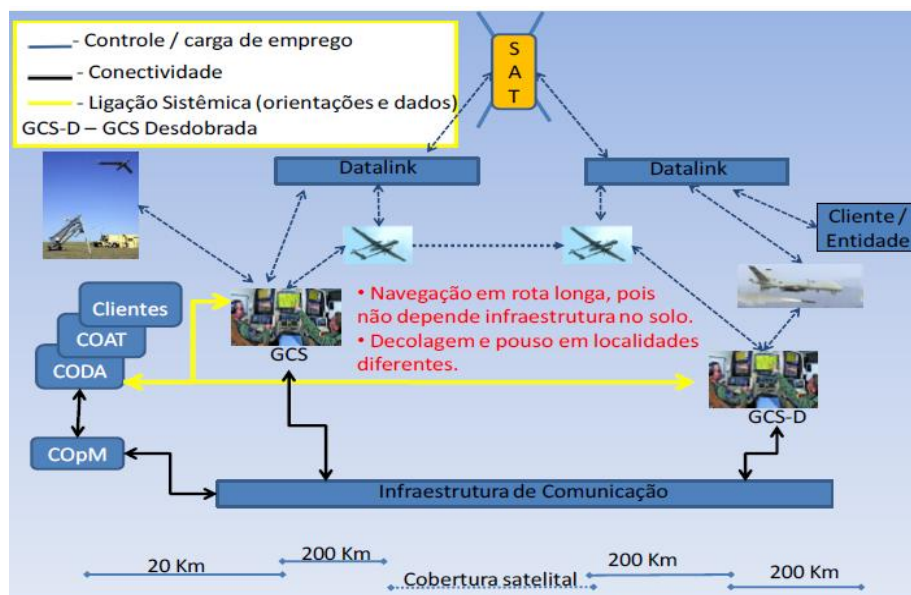 - Controle / carga de emprego
- Conectividade
- Ligação Sistêmica (orientações e dados)
GCS-D – GCS Desdobrada
S
A
T
Datalink
Datalink
Cliente /
Entidade
Clientes
COAT
CODA
COpM
GCS
• Navegação em rota longa, pois
não depende infraestrutura no solo.
• Decolagem e pouso em localidades
diferentes.
GCS-D
Infraestrutura de Comunicação
20 Km
200 Km
Cobertura satelital
200 Km
200 Km